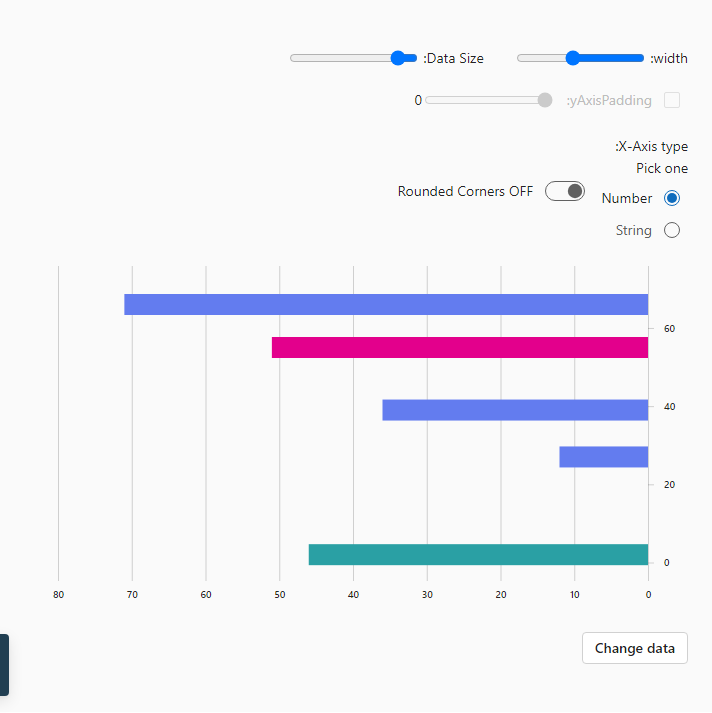 :width
:Data Size
:yAxisPadding
0
:X-Axis type
Pick one
Number
String
Rounded Corners OFF
60
40
20
0
80 70 60 50 40 30 20 10 0
Change data